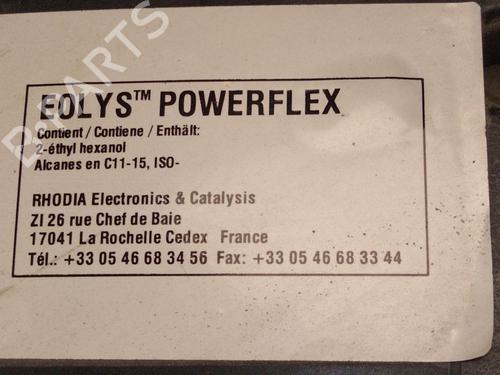 EOLYS™ POWERFLEX
Contient / Contiene / Enthält:
2-éthyl hexanol
Alcanes en C11-15, ISO-
RHODIA Electronics & Catalysis
ZI 26 rue Chef de Baie
17041 La Rochelle Cedex France
Tél.: +33 05 46 68 34 56 Fax: +33 05 46 68 33 44